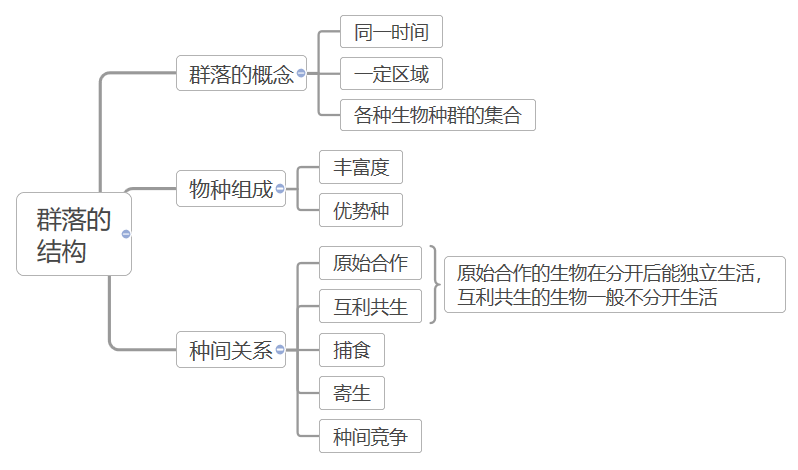 群落的
结构
群落的概念
同一时间
一定区域
各种生物种群的集合
物种组成
丰富度
优势种
种间关系
原始合作
互利共生
原始合作的生物在分开后能独立生活，
互利共生的生物一般不分开生活
捕食
寄生
种间竞争